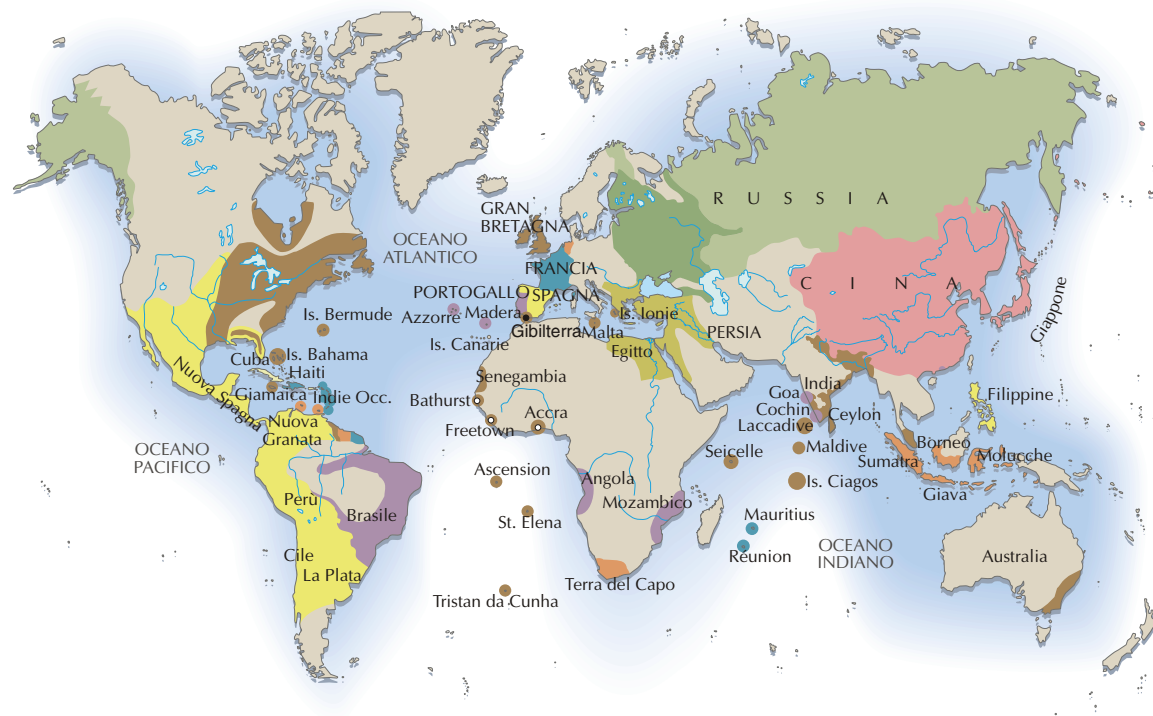 RUSSIA
GRAN
BRETAGNA
OCEANO
ATLANTICO
FRANCIA
CINA
PORTOGALLO
SPAGNA
Azzorre
Madera
Is. Ionie
Giappone
Is. Bermude
Gibilterra
Malta
PERSIA
Is. Canarie
Egitto
Cuba
Is. Bahama
Haiti
Nuova Spagna
Senegambia
India
Giamaica
Indie Occ.
Bathurst
Goa
Filippine
Cochin
Ceylon
Accra
Laccadive
Nuova
Granata
Freetown
OCEANO
PACIFICO
Seicelle
Maldive
Borneo
Sumatra
Molucche
Ascension
Angola
Is. Ciagos
Giava
Perù
Mozambico
Brasile
St. Elena
Mauritius
Cile
Réunion
OCEANO
INDIANO
Australia
La Plata
Terra del Capo
Tristan da Cunha